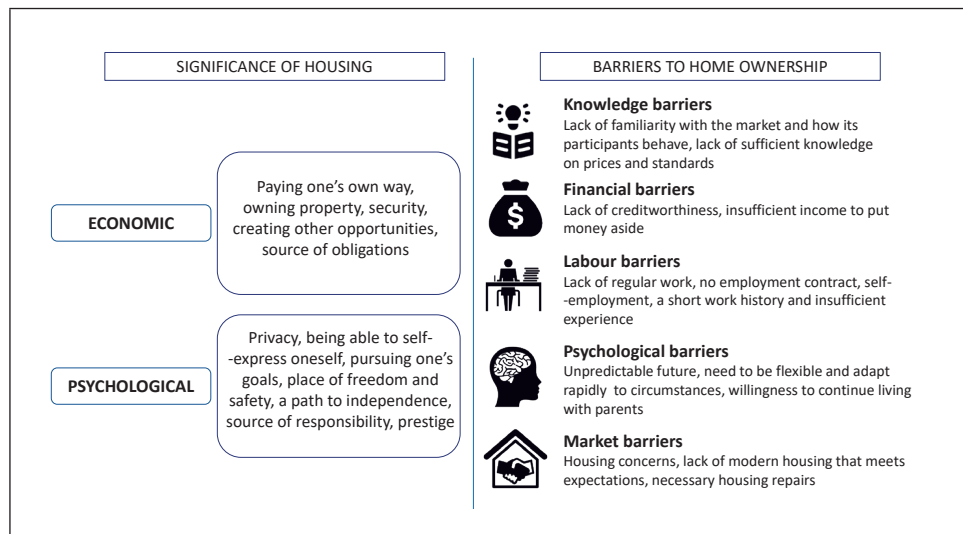 SIGNIFICANCE OF HOUSING
ECONOMIC
Paying one’s own way,
owning property, security,
creating other opportunities,
source of obligations
PSYCHOLOGICAL
Privacy, being able to self-
-express oneself, pursuing one’s
goals, place of freedom and
safety, a path to independence,
source of responsibility, prestige
BARRIERS TO HOME OWNERSHIP
Knowledge barriers
Lack of familiarity with the market and how its
participants behave, lack of sufficient knowledge
on prices and standards
$
Financial barriers
Lack of creditworthiness, insufficient income to put
money aside
Labour barriers
Lack of regular work, no employment contract, self-
-employment, a short work history and insufficient
experience
Psychological barriers
Unpredictable future, need to be flexible and adapt
rapidly to circumstances, willingness to continue living
with parents
Market barriers
Housing concerns, lack of modern housing that meets
expectations, necessary housing repairs